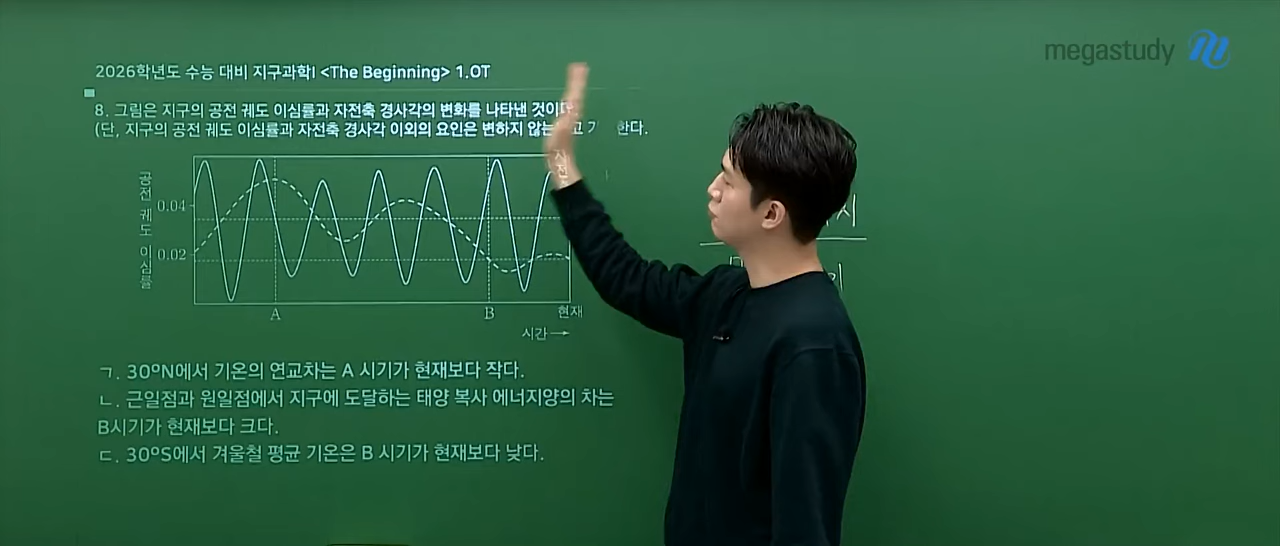 megastudy
2026학년도 수능 대비 지구과학I <The Beginning> 1.OT
8. 그림은 지구의 공전 궤도 이심률과 자전축 경사각의 변화를 나타낸 것이다
(단, 지구의 공전 궤도 이심률과 자전축 경사각 이외의 요인은 변하지 않는 고 한다.
공전 궤도 이심률
0.04
0.02
A
B
현재
시간→
ㄱ. 30ºN에서 기온의 연교차는 A 시기가 현재보다 작다.
ㄴ. 근일점과 원일점에서 지구에 도달하는 태양 복사 에너지양의 차는
B시기가 현재보다 크다.
ㄷ. 30ºS에서 겨울철 평균 기온은 B 시기가 현재보다 낮다.